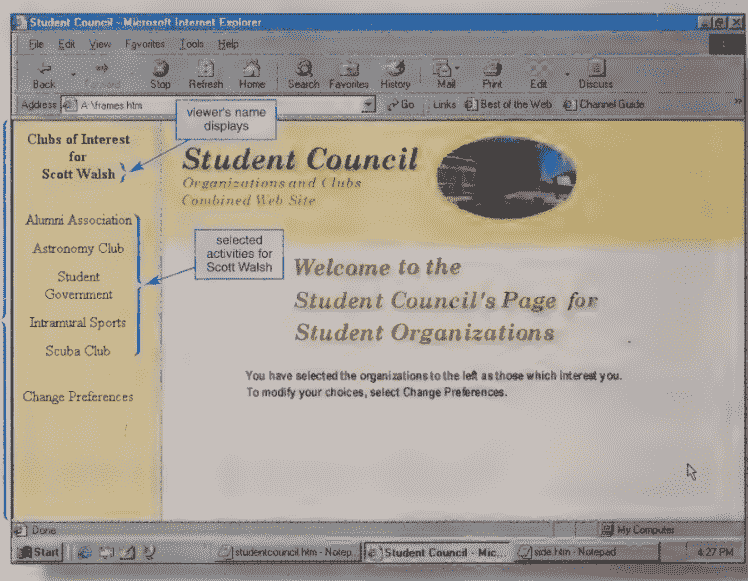 Student Council - Microsoft Internet Explorer
File Edit View Favorites Tools Help
Back Forward Stop Refresh Home Search Favorites History Mail Print Edit Discuss
Address A:\frames.htm Go Links Best of the Web Channel Guide
viewer's name
displays
Clubs of Interest
for
Scott Walsh
Student Council
Organizations and Clubs
Combined Web Site
Alumni Association
Astronomy Club
Student
Government
Intramural Sports
Scuba Club
Change Preferences
selected
activities for
Scott Walsh
Welcome to the
Student Council's Page for
Student Organizations
You have selected the organizations to the left as those which interest you.
To modify your choices, select Change Preferences.
Done My Computer
Start studentcouncil.htm - Notep... Student Council - Mic... side.htm - Notepad 4:27 PM